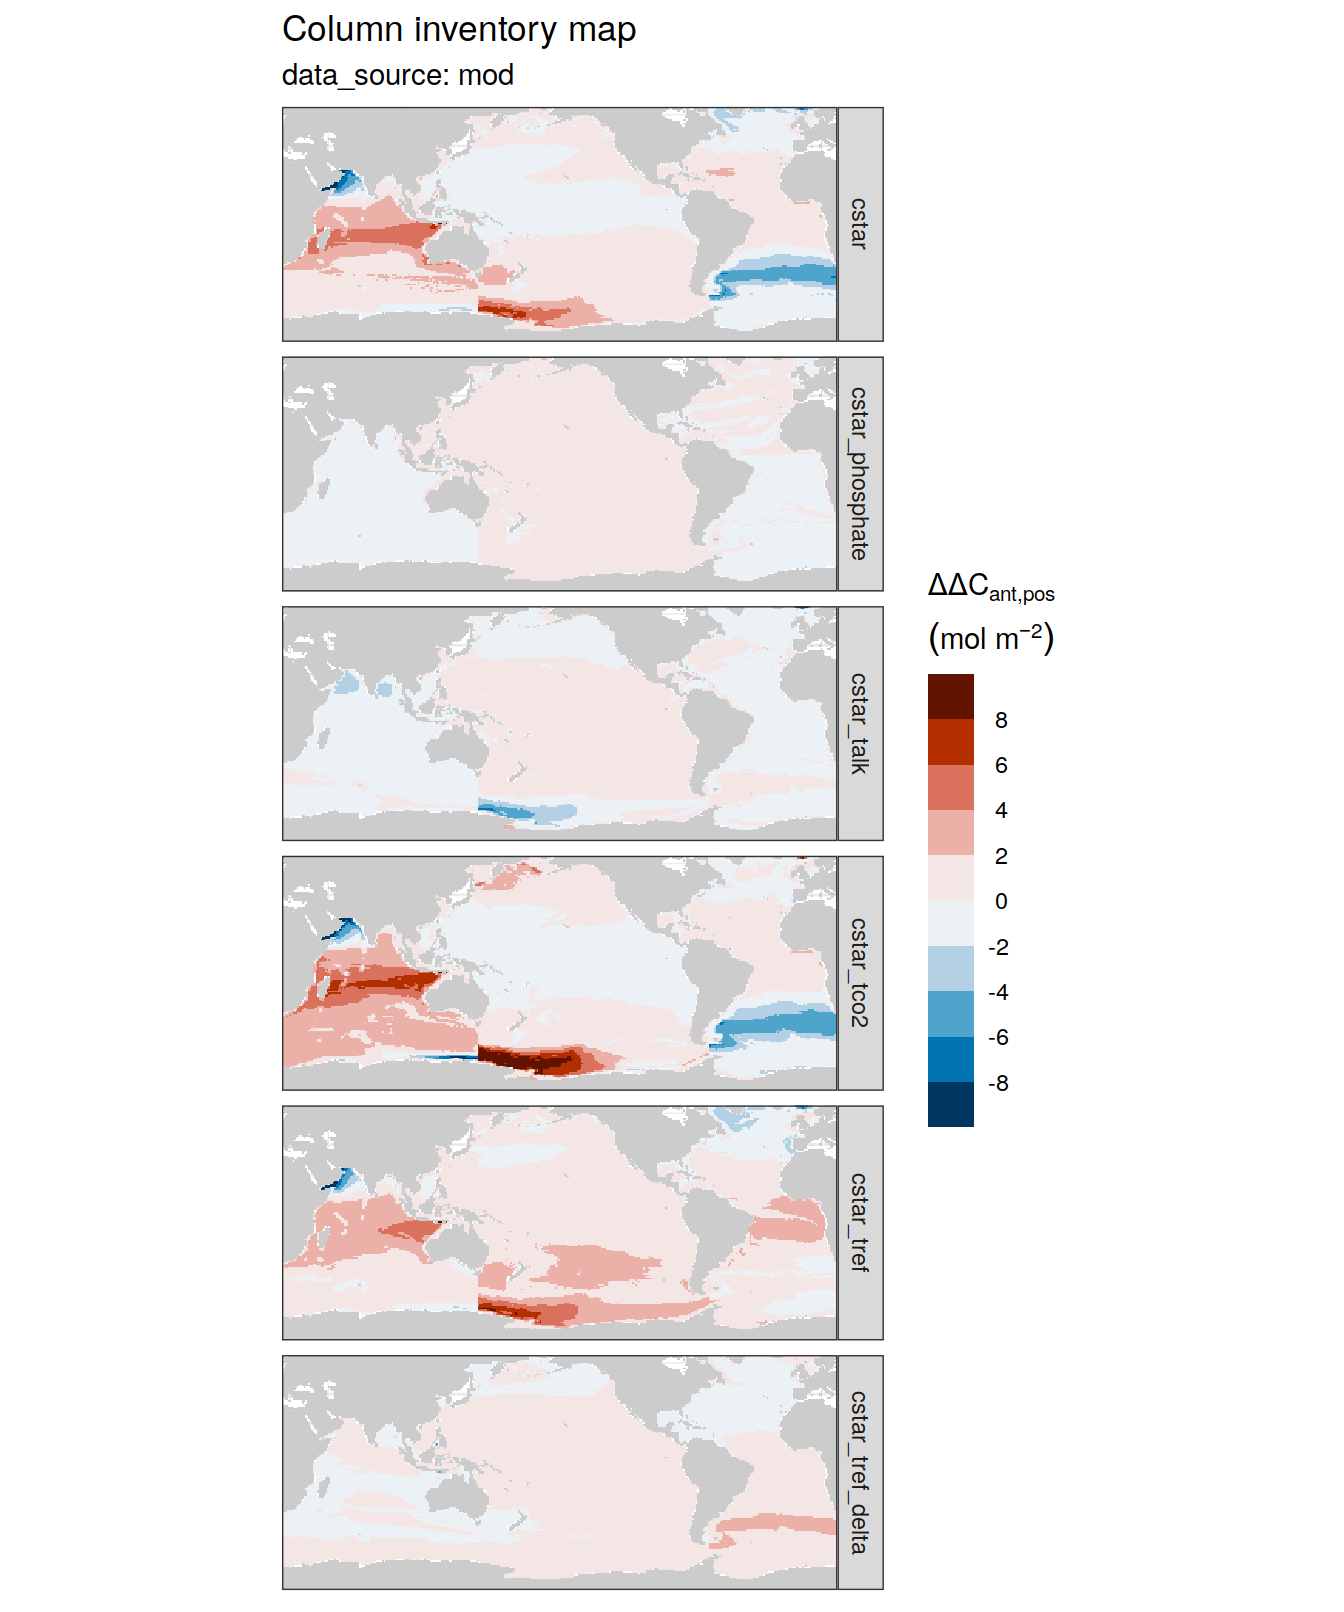 Column inventory map
data_source: mod
cstar
cstar_phosphate
cstar_talk
cstar_tco2
cstar_tref
cstar_tref_delta
ΔΔCant,pos
(mol m⁻²)
8
6
4
2
0
-2
-4
-6
-8